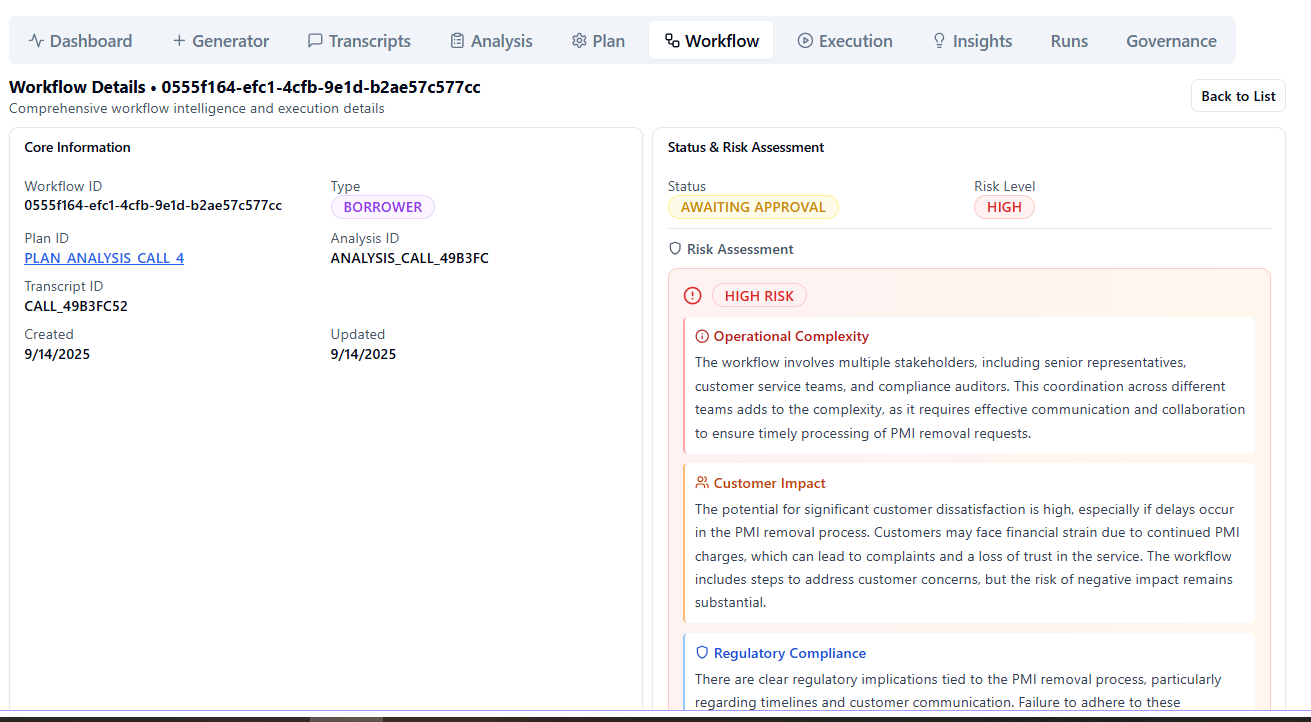 Dashboard Generator Transcripts Analysis Plan Workflow Execution Insights Runs Governance
Workflow Details • 0555f164-efc1-4cfb-9e1d-b2ae57c577cc
Comprehensive workflow intelligence and execution details
Back to List
Core Information
Workflow ID
0555f164-efc1-4cfb-9e1d-b2ae57c577cc
Type
BORROWER
Plan ID
PLAN_ANALYSIS_CALL_4
Analysis ID
ANALYSIS_CALL_49B3FC
Transcript ID
CALL_49B3FC52
Created
9/14/2025
Updated
9/14/2025
Status & Risk Assessment
Status
AWAITING APPROVAL
Risk Level
HIGH
Risk Assessment
HIGH RISK
Operational Complexity
The workflow involves multiple stakeholders, including senior representatives,
customer service teams, and compliance auditors. This coordination across different
teams adds to the complexity, as it requires effective communication and collaboration
to ensure timely processing of PMI removal requests.
Customer Impact
The potential for significant customer dissatisfaction is high, especially if delays occur
in the PMI removal process. Customers may face financial strain due to continued PMI
charges, which can lead to complaints and a loss of trust in the service. The workflow
includes steps to address customer concerns, but the risk of negative impact remains
substantial.
Regulatory Compliance
There are clear regulatory implications tied to the PMI removal process, particularly
regarding timelines and customer communication. Failure to adhere to these